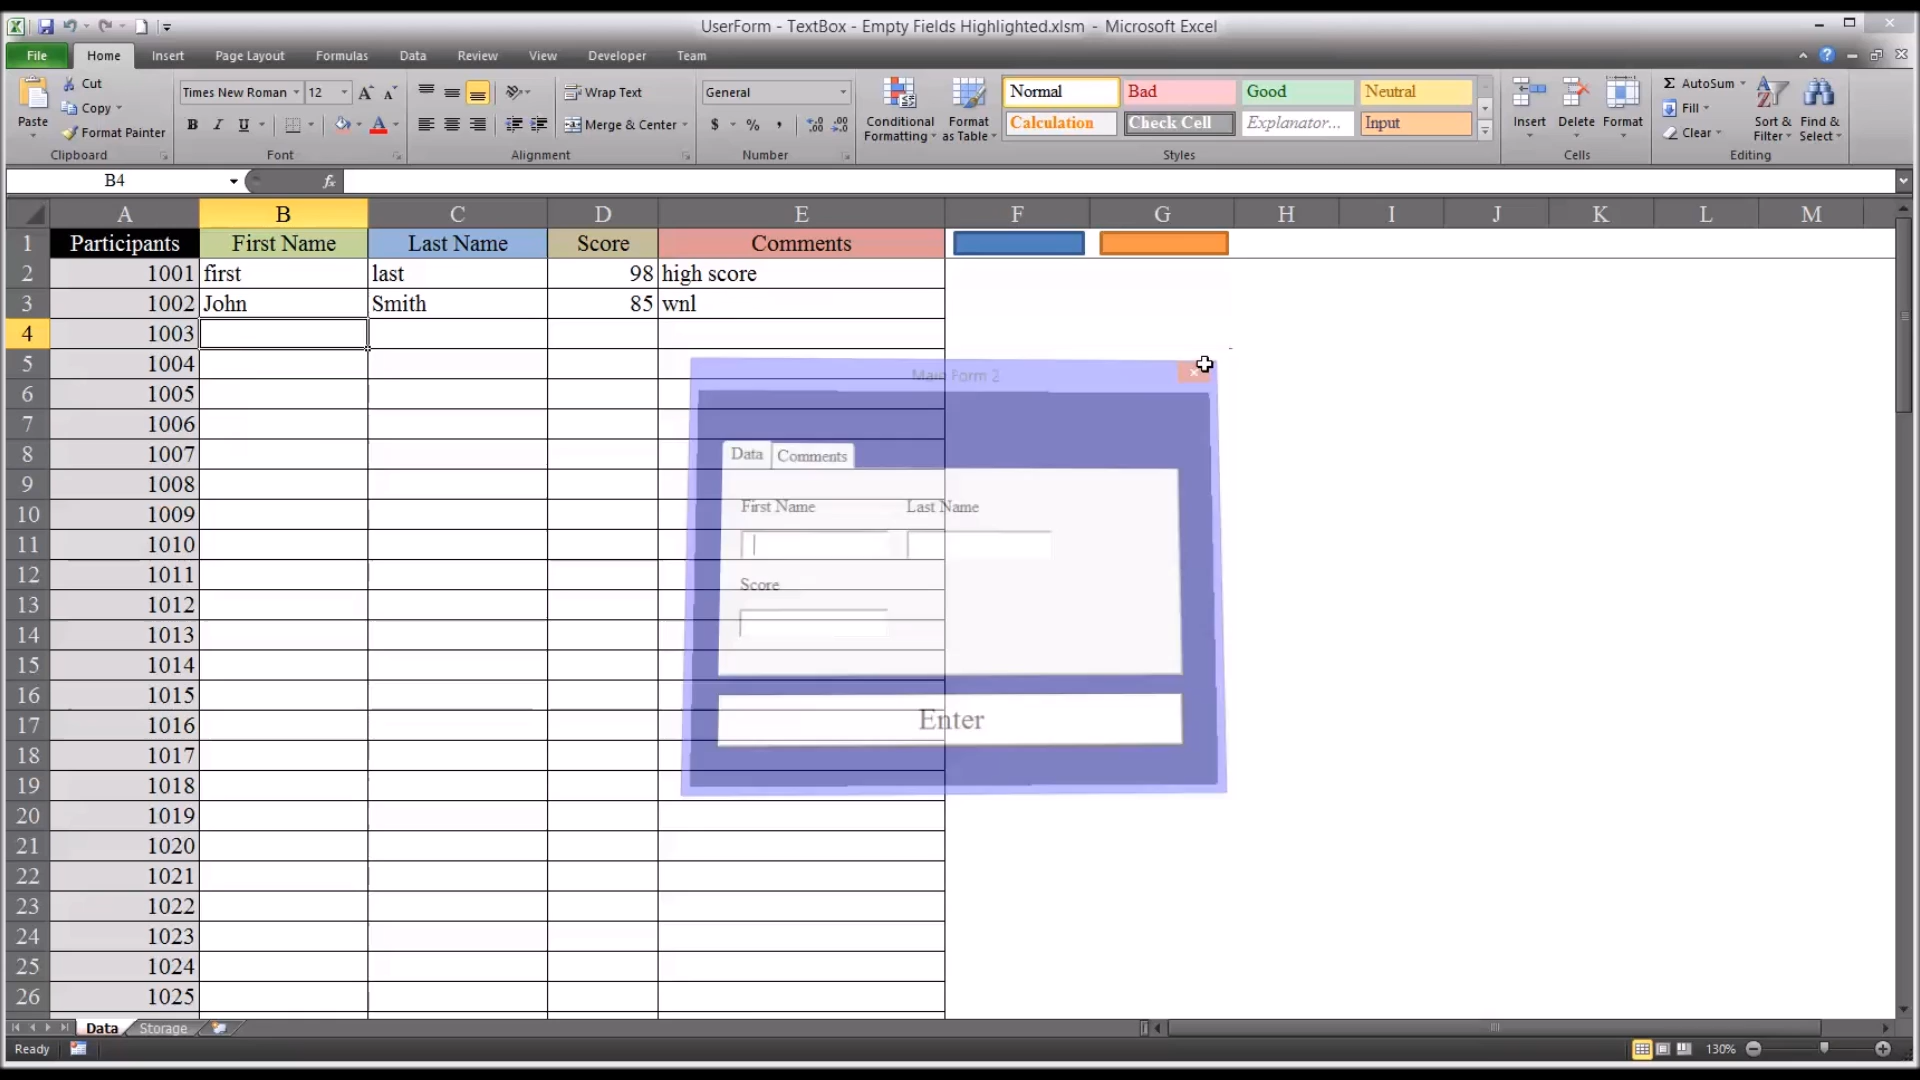 UserForm - TextBox - Empty Fields Highlighted.xlsm - Microsoft Excel
File Home Insert Page Layout Formulas Data Review View Developer Team
Paste
Cut
Copy
Format Painter
Clipboard
Times New Roman 12
B I U
Font
Wrap Text
Merge & Center
Alignment
General
$ % ,
Number
Conditional Formatting
Format as Table
Normal Bad Good Neutral
Calculation Check Cell Explanator... Input
Styles
Insert Delete Format
Cells
AutoSum
Fill
Clear
Sort & Filter
Find & Select
Editing
B4 fx
A B C D E F G H I J K L M
1 Participants First Name Last Name Score Comments
2 1001 first last 98 high score
3 1002 John Smith 85 wnl
4 1003
5 1004
6 1005
7 1006
8 1007
9 1008
10 1009
11 1010
12 1011
13 1012
14 1013
15 1014
16 1015
17 1016
18 1017
19 1018
20 1019
21 1020
22 1021
23 1022
24 1023
25 1024
26 1025
Main Form 2
Data Comments
First Name Last Name
Score
Enter
Data Storage
Ready 130%